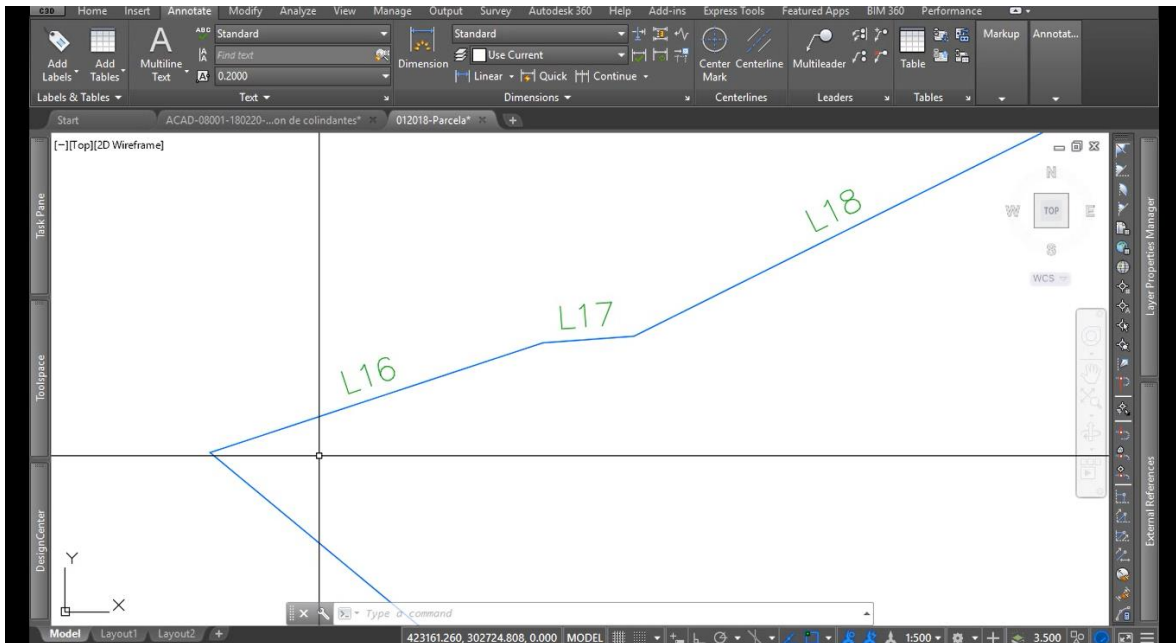 C3D Home Insert Annotate Modify Analyze View Manage Output Survey Autodesk 360 Help Add-ins Express Tools Featured Apps BIM 360 Performance
Add Labels
Add Tables
Labels & Tables
A
Multiline Text
ABC
Standard
Find text
0.2000
Text
Dimension
Standard
Use Current
Linear
Quick
Continue
Dimensions
Center Mark
Centerline
Centerlines
Multileader
Leaders
Table
Tables
Markup
Annotat...
Start
ACAD-08001-180220-...on de colindantes*
012018-Parcela*
[−][Top][2D Wireframe]
Task Pane
Toolspace
DesignCenter
L16
L17
L18
N
W
TOP
E
S
WCS
Layer Properties Manager
External References
Y
X
Type a command
Model
Layout1
Layout2
+
423161.260, 302724.808, 0.000
MODEL
1:500
3.500